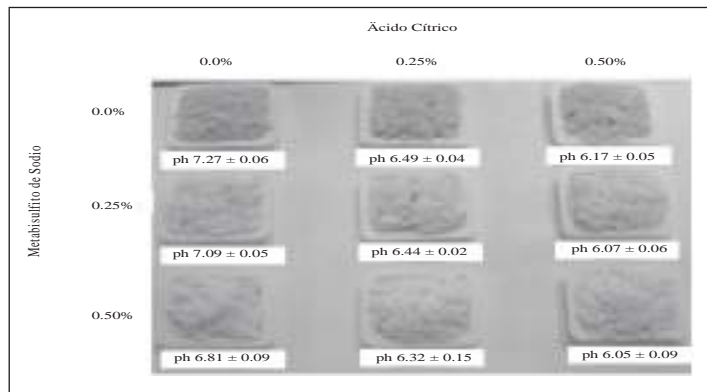 Äcido Cítrico
0.0% 0.25% 0.50%
Metabisulfito de Sodio
0.0%
ph 7.27 ± 0.06 ph 6.49 ± 0.04 ph 6.17 ± 0.05
0.25%
ph 7.09 ± 0.05 ph 6.44 ± 0.02 ph 6.07 ± 0.06
0.50%
ph 6.81 ± 0.09 ph 6.32 ± 0.15 ph 6.05 ± 0.09